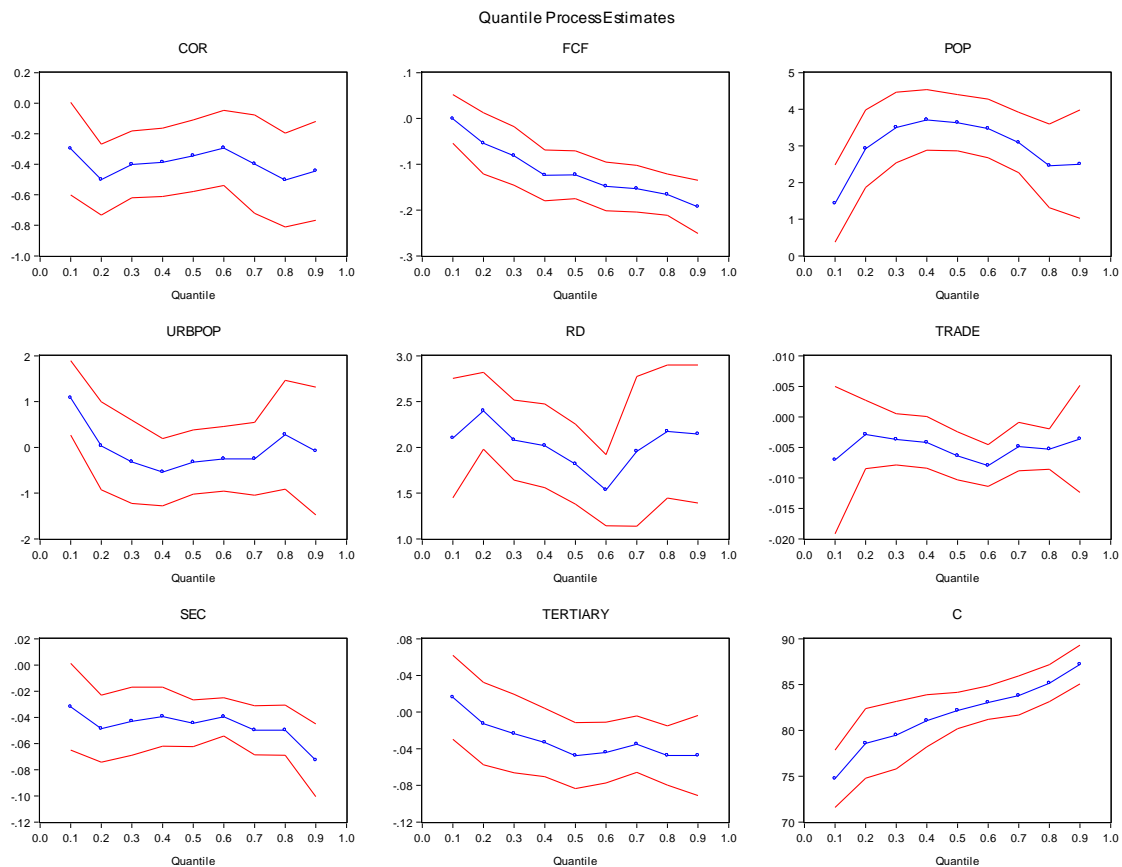 Quantile Process Estimates
COR
0.2
0.0
-0.2
-0.4
-0.6
-0.8
-1.0
0.0 0.1 0.2 0.3 0.4 0.5 0.6 0.7 0.8 0.9 1.0
Quantile
FCF
.1
.0
-.1
-.2
-.3
0.0 0.1 0.2 0.3 0.4 0.5 0.6 0.7 0.8 0.9 1.0
Quantile
POP
5
4
3
2
1
0
0.0 0.1 0.2 0.3 0.4 0.5 0.6 0.7 0.8 0.9 1.0
Quantile
URBPOP
2
1
0
-1
-2
0.0 0.1 0.2 0.3 0.4 0.5 0.6 0.7 0.8 0.9 1.0
Quantile
RD
3.0
2.5
2.0
1.5
1.0
0.0 0.1 0.2 0.3 0.4 0.5 0.6 0.7 0.8 0.9 1.0
Quantile
TRADE
.010
.005
.000
-.005
-.010
-.015
-.020
0.0 0.1 0.2 0.3 0.4 0.5 0.6 0.7 0.8 0.9 1.0
Quantile
SEC
.02
.00
-.02
-.04
-.06
-.08
-.10
-.12
0.0 0.1 0.2 0.3 0.4 0.5 0.6 0.7 0.8 0.9 1.0
Quantile
TERTIARY
.08
.04
.00
-.04
-.08
-.12
0.0 0.1 0.2 0.3 0.4 0.5 0.6 0.7 0.8 0.9 1.0
Quantile
C
90
85
80
75
70
0.0 0.1 0.2 0.3 0.4 0.5 0.6 0.7 0.8 0.9 1.0
Quantile